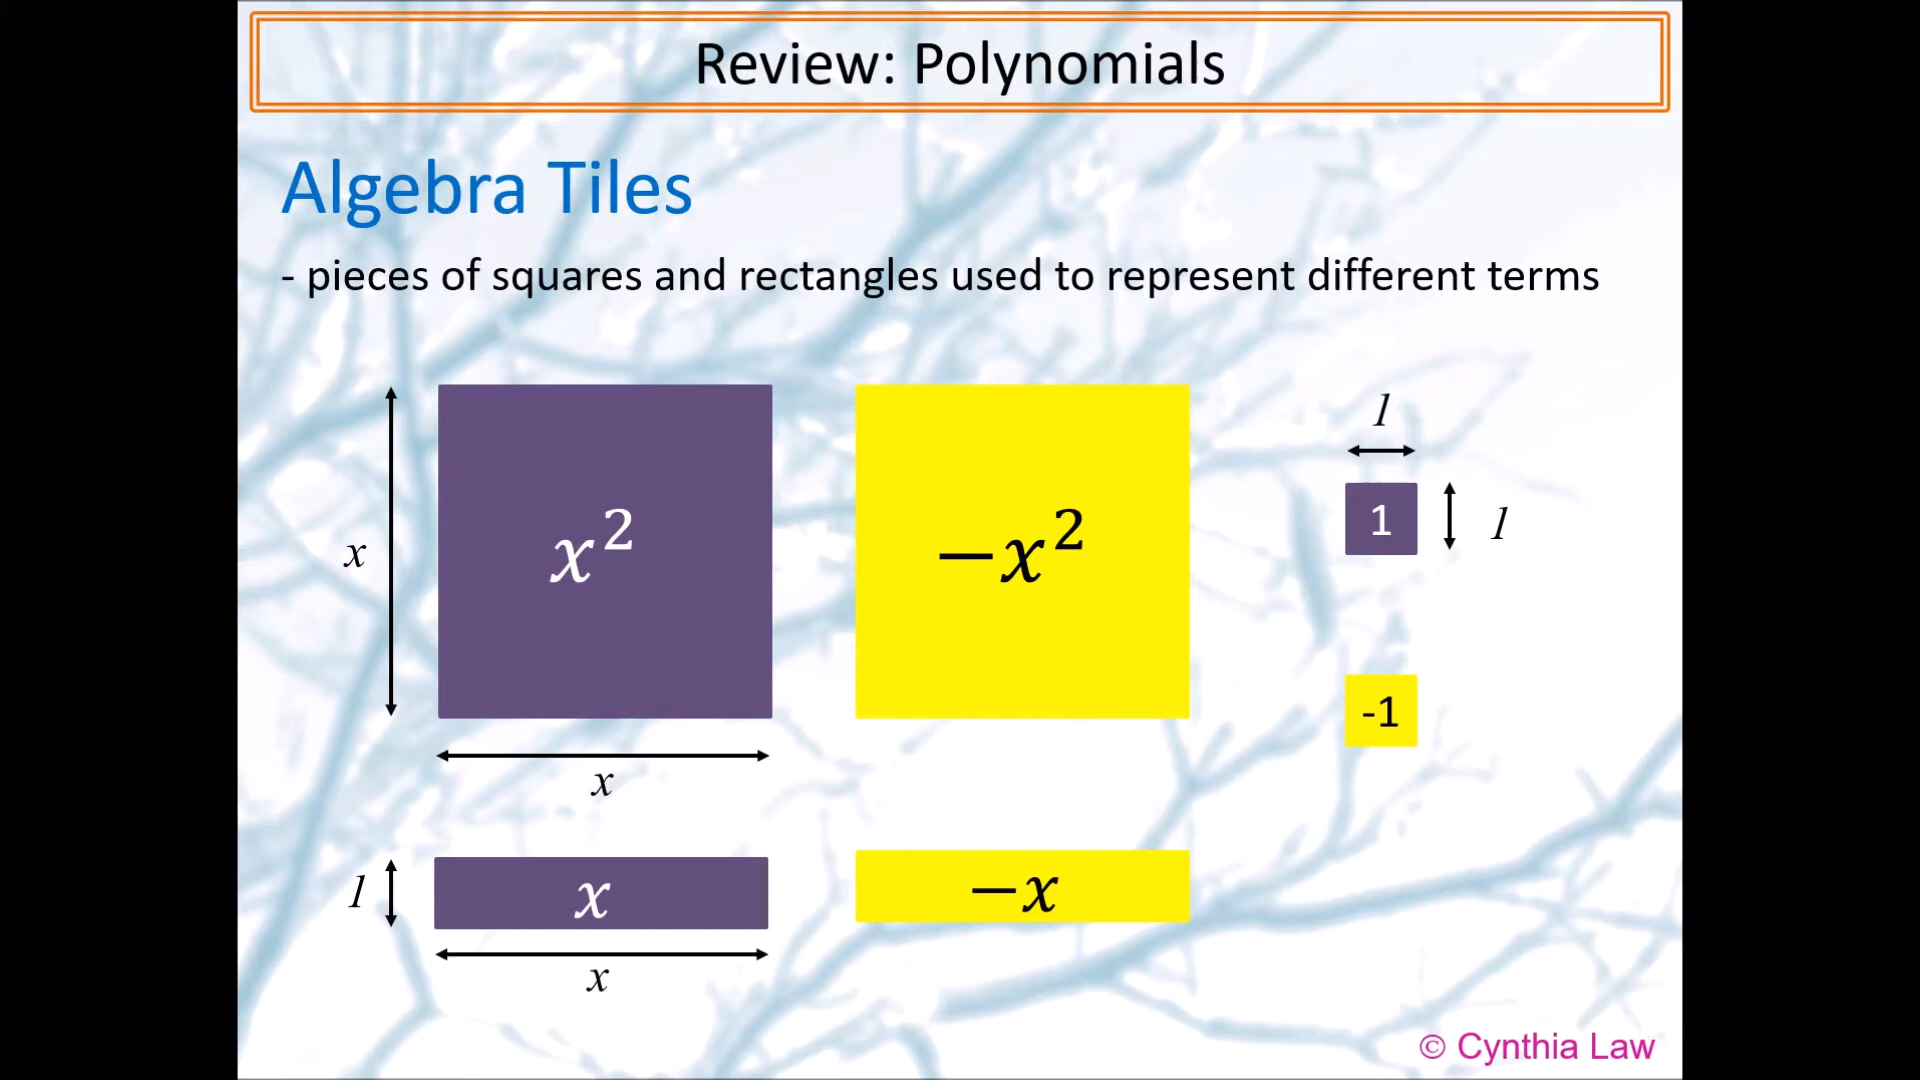 Review: Polynomials
Algebra Tiles
- pieces of squares and rectangles used to represent different terms
x
x²
x
−x²
1
1
1
-1
1
x
x
−x
© Cynthia Law